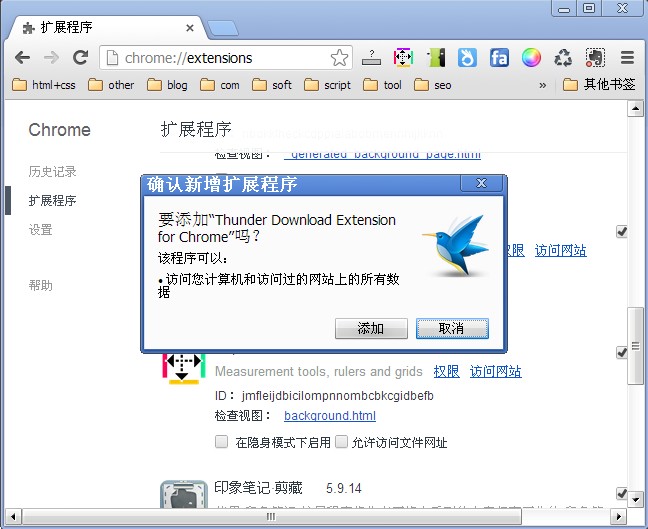 扩展程序
chrome://extensions
html+css other blog com soft script tool seo » 其他书签
Chrome
扩展程序
历史记录
扩展程序
设置
帮助
检查视图： _generated_background_page.html
确认新增扩展程序
要添加“Thunder Download Extension
for Chrome”吗？
该程序可以：
• 访问您计算机和访问过的网站上的所有数
据
添加 取消
权限 访问网站
Measurement tools, rulers and grids 权限 访问网站
ID： jmfleijdbicilompnnombcbkcgidbefb
检查视图： background.html
在隐身模式下启用 允许访问文件网址
印象笔记·剪藏 5.9.14